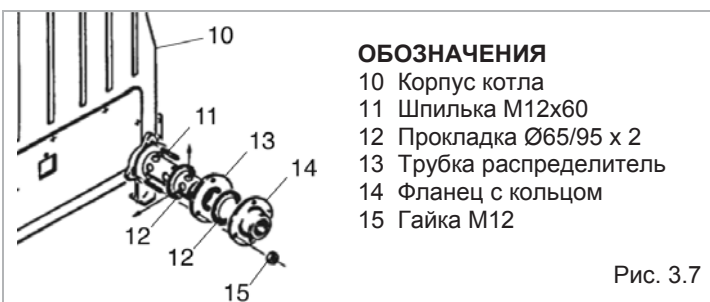 10
11
13
14
12
12
15
ОБОЗНАЧЕНИЯ
10 Корпус котла
11 Шпилька М12х60
12 Прокладка Ø65/95 х 2
13 Трубка распределитель
14 Фланец с кольцом
15 Гайка М12
Рис. 3.7